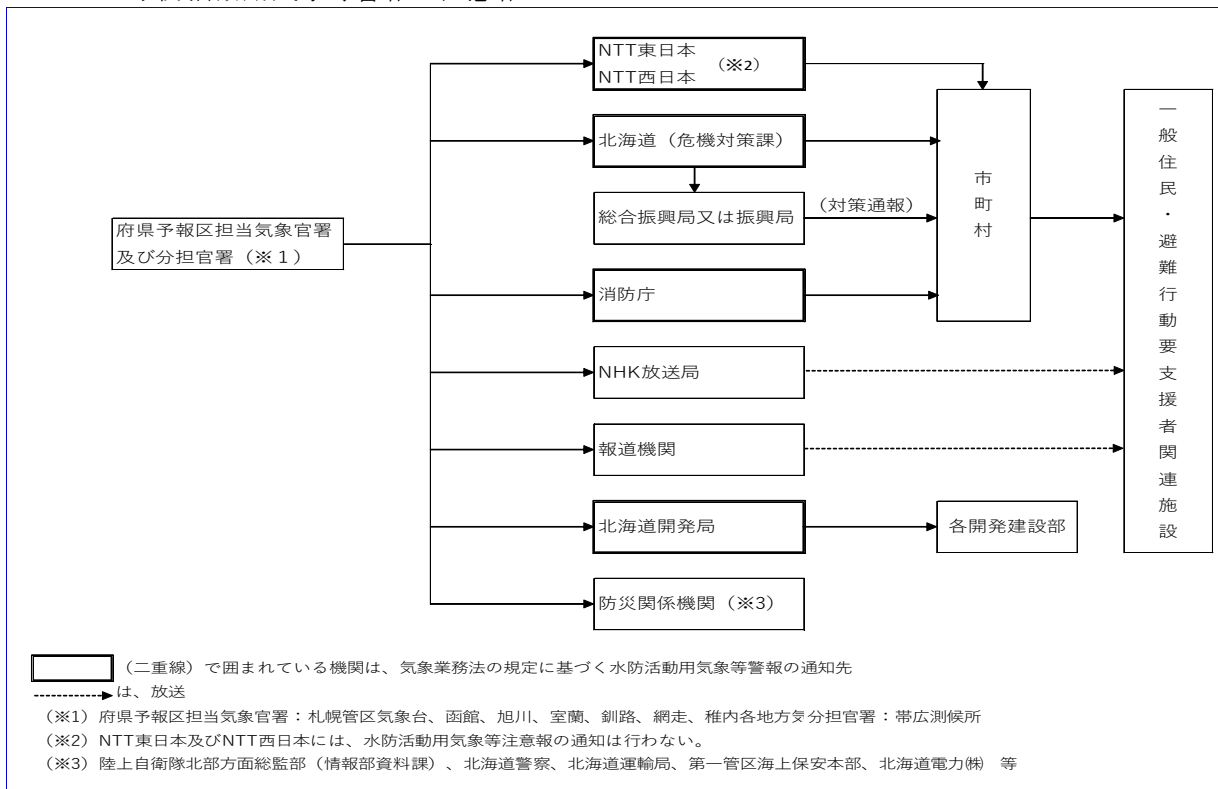 NTT東日本
NTT西日本 (※2)
北海道（危機対策課）
総合振興局又は振興局
（対策通報）
府県予報区担当気象官署
及び分担官署（※１）
消防庁
NHK放送局
報道機関
北海道開発局
防災関係機関（※3）
市町村
各開発建設部
一般住民・避難行動要支援者関連施設
（二重線）で囲まれている機関は、気象業務法の規定に基づく水防活動用気象等警報の通知先
は、放送
（※1）府県予報区担当気象官署：札幌管区気象台、函館、旭川、室蘭、釧路、網走、稚内各地方気分担官署：帯広測候所
（※2）NTT東日本及びNTT西日本には、水防活動用気象等注意報の通知は行わない。
（※3）陸上自衛隊北部方面総監部（情報部資料課）、北海道警察、北海道運輸局、第一管区海上保安本部、北海道電力㈱　等